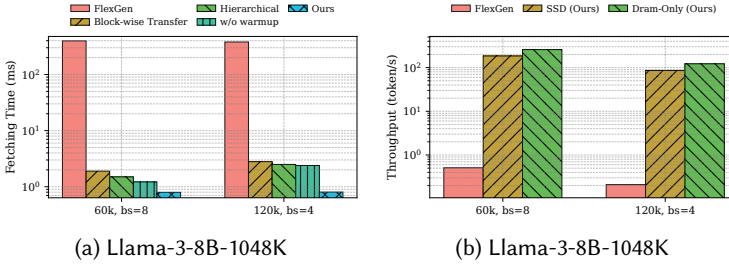 FlexGen Hierarchical Ours
Block-wise Transfer w/o warmup
Fetching Time (ms)
10²
10¹
10⁰
60k, bs=8 120k, bs=4
(a) Llama-3-8B-1048K
FlexGen SSD (Ours) Dram-Only (Ours)
Throughput (token/s)
10²
10¹
10⁰
60k, bs=8 120k, bs=4
(b) Llama-3-8B-1048K